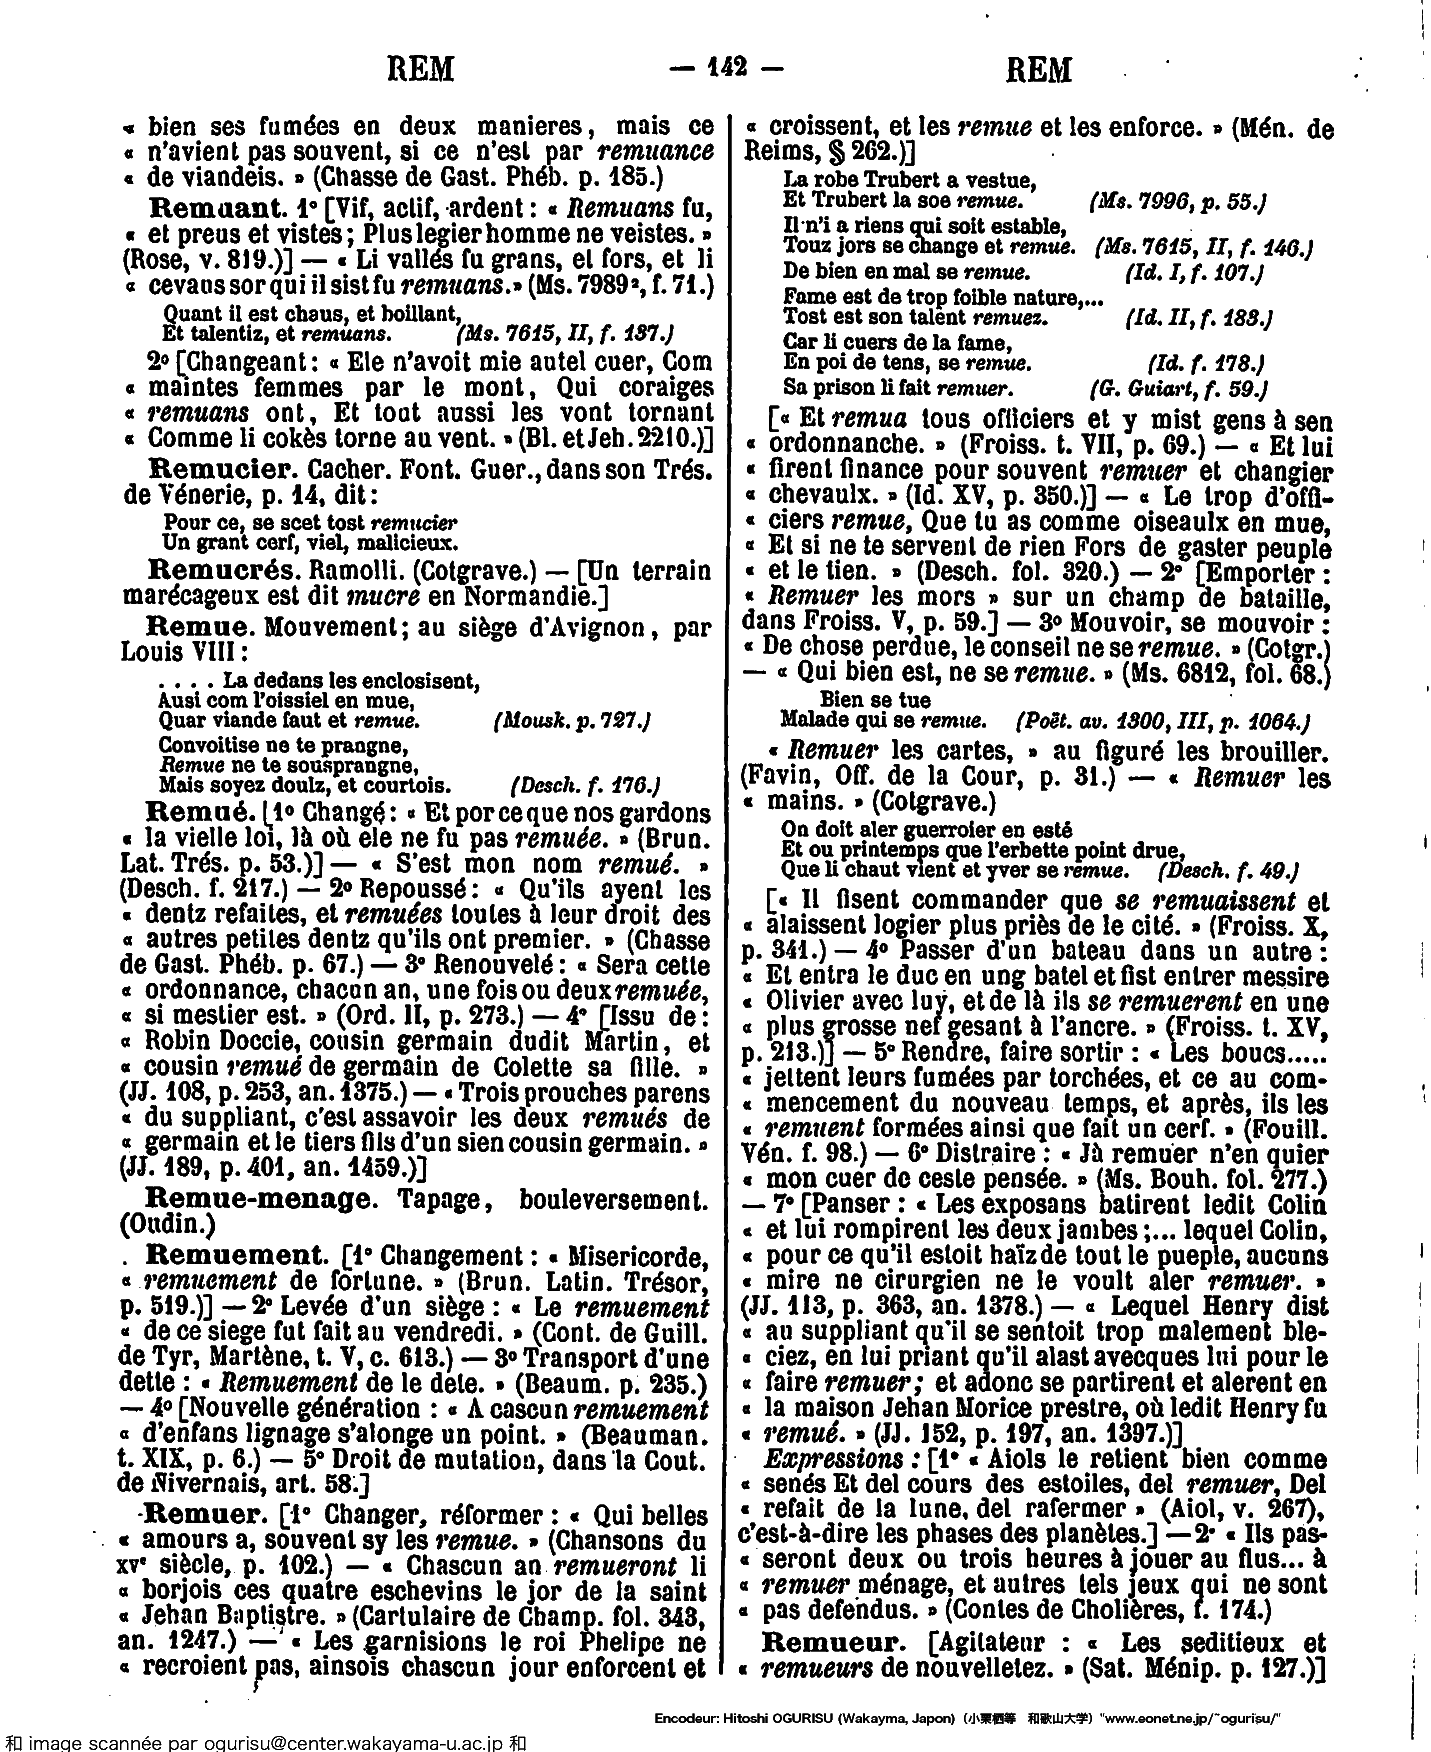 REM — 142 — REM
« bien ses fumées en deux manieres, mais ce
« n'avient pas souvent, si ce n'est par remuance
« de viandeis. » (Chasse de Gast. Phéb. p. 185.)
Remuant. 1° [Vif, actif, ardent : « Remuans fu,
« et preus et vistes ; Plus legier homme ne veistes. »
(Rose, v. 819.)] — « Li vallés fu grans, et fors, et li
« cevaus sor qui il sist fu remuans. » (Ms. 7989², f. 71.)
Quant il est chaus, et boillant,
Et talentiz, et remuans. (Ms. 7615, II, f. 137.)
2° [Changeant : « Ele n'avoit mie autel cuer, Com
« maintes femmes par le mont, Qui coraiges
« remuans ont, Et tout aussi les vont tornant
« Comme li cokès torne au vent. » (Bl. et Jeh. 2210.)]
Remucier. Cacher. Font. Guer., dans son Trés.
de Vénerie, p. 14, dit :
Pour ce, se scet tost remucier
Un grant cerf, viel, malicieux.
Remucrés. Ramolli. (Cotgrave.) — [Un terrain
marécageux est dit mucre en Normandie.]
Remue. Mouvement ; au siège d'Avignon, par
Louis VIII :
. . . . La dedans les enclosisent,
Ausi com l'oissiel en mue,
Quar viande faut et remue. (Mousk. p. 727.)
Convoitise ne te prangne,
Remue ne te sousprangne,
Mais soyez doulz, et courtois. (Desch. f. 176.)
Remué. [1° Changé : « Et por ce que nos gardons
« la vielle loi, là où ele ne fu pas remuée. » (Brun.
Lat. Trés. p. 53.)] — « S'est mon nom remué. »
(Desch. f. 217.) — 2° Repoussé : « Qu'ils ayent les
« dentz refaites, et remuées toutes à leur droit des
« autres petites dentz qu'ils ont premier. » (Chasse
de Gast. Phéb. p. 67.) — 3° Renouvelé : « Sera cette
« ordonnance, chacun an, une fois ou deux remuée,
« si mestier est. » (Ord. II, p. 273.) — 4° [Issu de :
« Robin Doccie, cousin germain dudit Martin, et
« cousin remué de germain de Colette sa fille. »
(JJ. 108, p. 253, an. 1375.) — « Trois prouches parens
« du suppliant, c'est assavoir les deux remués de
« germain et le tiers fils d'un sien cousin germain. »
(JJ. 189, p. 401, an. 1459.)]
Remue-menage. Tapage, bouleversement.
(Oudin.)
Remuement. [1° Changement : « Misericorde,
« remuement de fortune. » (Brun. Latin. Trésor,
p. 519.)] — 2° Levée d'un siège : « Le remuement
« de ce siege fut fait au vendredi. » (Cont. de Guill.
de Tyr, Martène, t. V, c. 613.) — 3° Transport d'une
dette : « Remuement de le dete. » (Beaum. p. 235.)
— 4° [Nouvelle génération : « A cascun remuement
« d'enfans lignage s'alonge un point. » (Beauman.
t. XIX, p. 6.) — 5° Droit de mutation, dans la Cout.
de Nivernais, art. 58.]
Remuer. [1° Changer, réformer : « Qui belles
« amours a, souvent sy les remue. » (Chansons du
xvᵉ siècle, p. 102.) — « Chascun an remueront li
« borjois ces quatre eschevins le jor de la saint
« Jehan Baptistre. » (Cartulaire de Champ. fol. 343,
an. 1247.) — « Les garnisions le roi Phelipe ne
« recroient pas, ainsois chascun jour enforcent et
« croissent, et les remue et les enforce. » (Mén. de
Reims, § 262.)]
La robe Trubert a vestue,
Et Trubert la soe remue. (Ms. 7996, p. 55.)
Il n'i a riens qui soit estable,
Touz jors se change et remue. (Ms. 7615, II, f. 146.)
De bien en mal se remue. (Id. I, f. 107.)
Fame est de trop foible nature,...
Tost est son talent remuez. (Id. II, f. 183.)
Car li cuers de la fame,
En poi de tens, se remue. (Id. f. 178.)
Sa prison li fait remuer. (G. Guiart, f. 59.)
[« Et remua tous officiers et y mist gens à sen
« ordonnanche. » (Froiss. t. VII, p. 69.) — « Et lui
« firent finance pour souvent remuer et changier
« chevaulx. » (Id. XV, p. 350.)] — « Le trop d'offi-
« ciers remue, Que tu as comme oiseaulx en mue,
« Et si ne te servent de rien Fors de gaster peuple
« et le tien. » (Desch. fol. 320.) — 2° [Emporter :
« Remuer les mors » sur un champ de bataille,
dans Froiss. V, p. 59.] — 3° Mouvoir, se mouvoir :
« De chose perdue, le conseil ne se remue. » (Cotgr.)
— « Qui bien est, ne se remue. » (Ms. 6812, fol. 68.)
Bien se tue
Malade qui se remue. (Poët. av. 1300, III, p. 1064.)
« Remuer les cartes, » au figuré les brouiller.
(Favin, Off. de la Cour, p. 31.) — « Remuer les
« mains. » (Cotgrave.)
On doit aler guerroier en esté
Et ou printemps que l'erbette point drue,
Que li chaut vient et yver se remue. (Desch. f. 49.)
[« Il fisent commander que se remuaissent et
« alaissent logier plus priès de le cité. » (Froiss. X,
p. 341.) — 4° Passer d'un bateau dans un autre :
« Et entra le duc en ung batel et fist entrer messire
« Olivier avec luy, et de là ils se remuerent en une
« plus grosse nef gesant à l'ancre. » (Froiss. t. XV,
p. 213.)] — 5° Rendre, faire sortir : « Les boucs.....
« jettent leurs fumées par torchées, et ce au com-
« mencement du nouveau temps, et après, ils les
« remuent formées ainsi que fait un cerf. » (Fouill.
Vén. f. 98.) — 6° Distraire : « Jà remuer n'en quier
« mon cuer de ceste pensée. » (Ms. Bouh. fol. 277.)
— 7° [Panser : « Les exposans batirent ledit Colin
« et lui rompirent les deux jambes ;... lequel Colin,
« pour ce qu'il estoit haïz de tout le pueple, aucuns
« mire ne cirurgien ne le voult aler remuer. »
(JJ. 113, p. 363, an. 1378.) — « Lequel Henry dist
« au suppliant qu'il se sentoit trop malement ble-
« ciez, en lui priant qu'il alast avecques lui pour le
« faire remuer ; et adonc se partirent et alerent en
« la maison Jehan Morice prestre, où ledit Henry fu
« remué. » (JJ. 152, p. 197, an. 1397.)]
Expressions : [1° « Aiols le retient bien comme
« senés Et del cours des estoiles, del remuer, Del
« refait de la lune, del rafermer » (Aiol, v. 267),
c'est-à-dire les phases des planètes.] — 2° « Ils pas-
« seront deux ou trois heures à jouer au flus... à
« remuer ménage, et autres tels jeux qui ne sont
« pas defendus. » (Contes de Cholières, f. 174.)
Remueur. [Agitateur : « Les seditieux et
« remueurs de nouvelletez. » (Sat. Ménip. p. 127.)]
Encodeur: Hitoshi OGURISU (Wakayma, Japon) (小栗栖等 和歌山大学) "www.eonet.ne.jp/~ogurisu/"
和 image scannée par ogurisu@center.wakayama-u.ac.jp 和